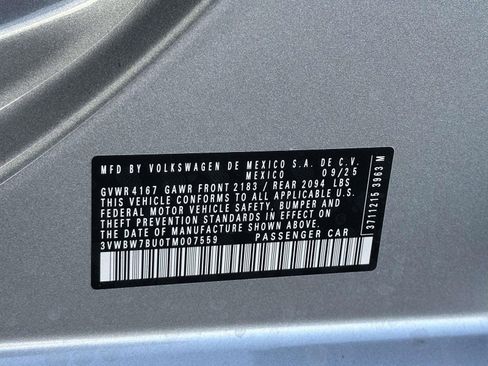 MFD BY VOLKSWAGEN DE MEXICO S.A. DE C.V.
MEXICO 09/25
GVWR 4167 GAWR FRONT 2183 / REAR 2094 LBS
THIS VEHICLE CONFORMS TO ALL APPLICABLE U.S.
FEDERAL MOTOR VEHICLE SAFETY, BUMPER AND
THEFT PREVENTION STANDARDS IN EFFECT ON
THE DATE OF MANUFACTURE SHOWN ABOVE.
3VWBW7BU0TM007559 PASSENGER CAR
3711215 3963 M